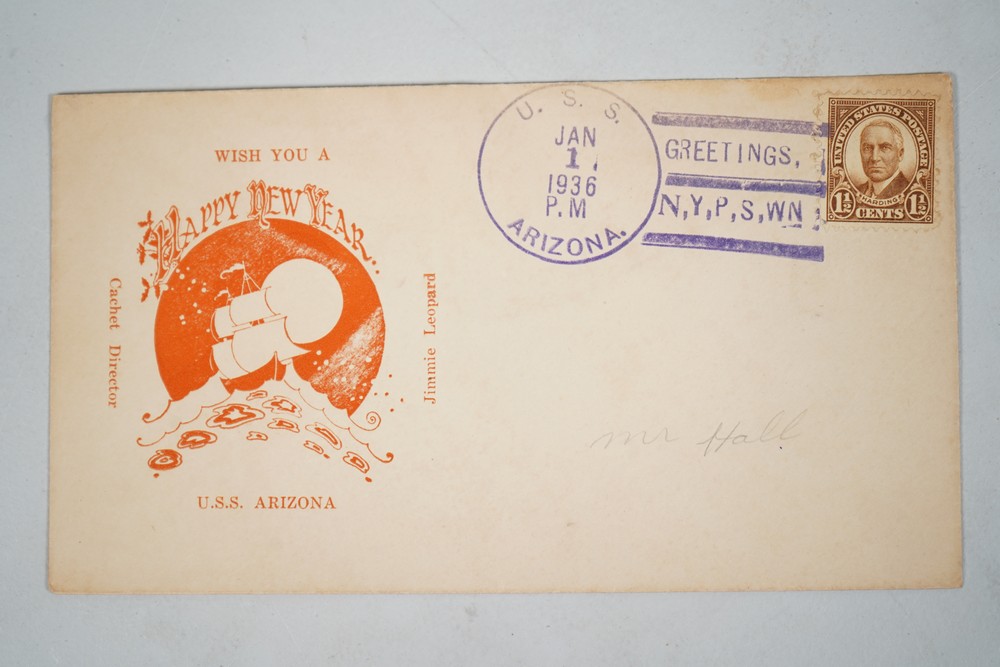 WISH YOU A
HAPPY NEW YEAR
Cachet Director
Jimmie Leopard
U.S.S. ARIZONA
U. S. S.
JAN
1
1936
P.M
ARIZONA.
GREETINGS,
N,Y,P,S,WN
UNITED STATES POSTAGE
HARDING
1½ CENTS 1½
Mr Hall